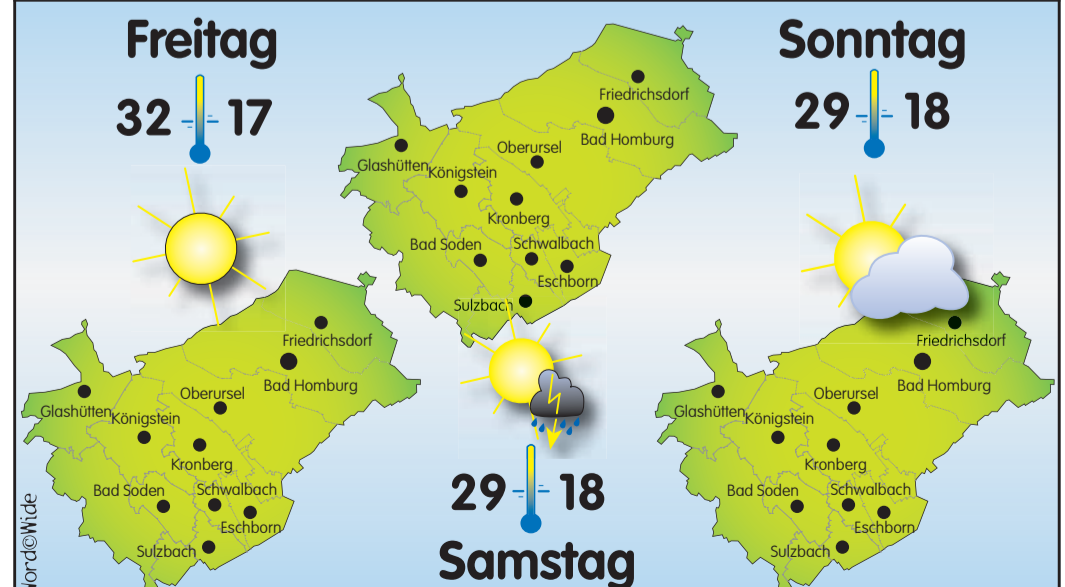 Freitag
32 17
Glashütten
Friedrichsdorf
Bad Homburg
Oberursel
Königstein
Kronberg
Bad Soden
Schwalbach
Eschborn
Sulzbach
Friedrichsdorf
Bad Homburg
Oberursel
Glashütten
Königstein
Kronberg
Bad Soden
Schwalbach
Eschborn
Sulzbach
29 18
Samstag
Sonntag
29 18
Friedrichsdorf
Bad Homburg
Oberursel
Glashütten
Königstein
Kronberg
Bad Soden
Schwalbach
Eschborn
Sulzbach